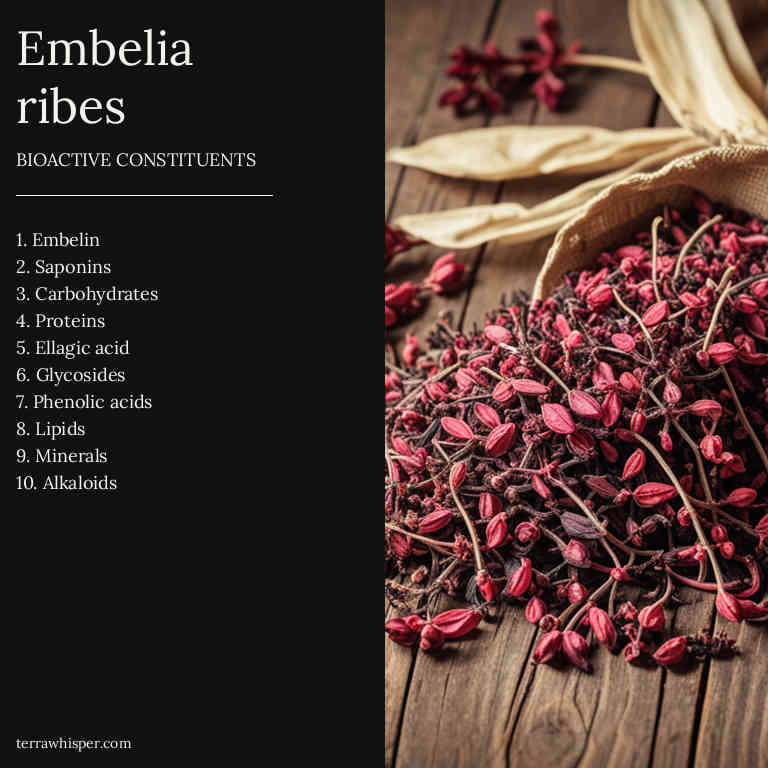 Embelia
ribes
BIOACTIVE CONSTITUENTS
1. Embelin
2. Saponins
3. Carbohydrates
4. Proteins
5. Ellagic acid
6. Glycosides
7. Phenolic acids
8. Lipids
9. Minerals
10. Alkaloids
terrawhisper.com